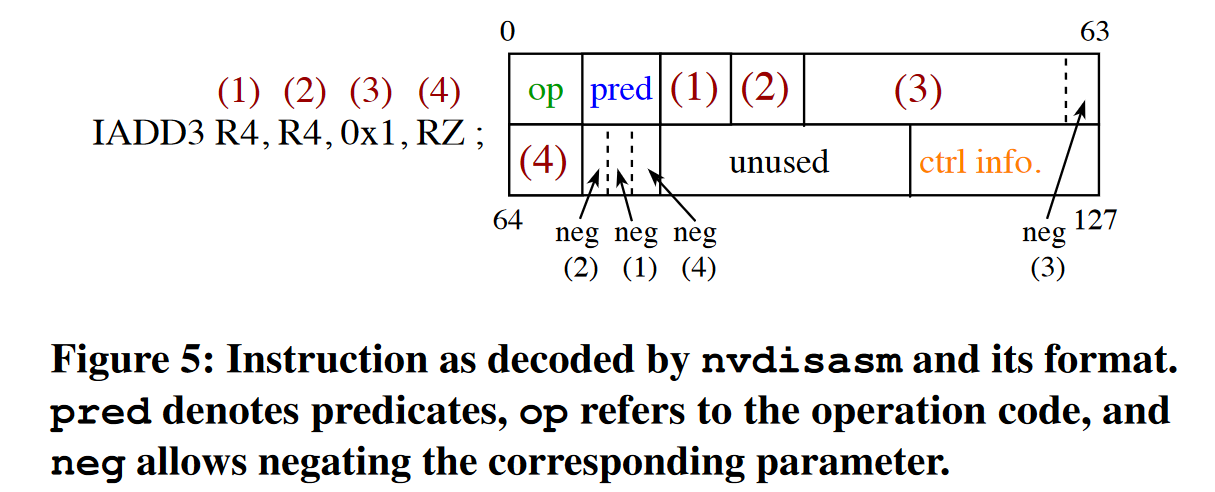 0 63
(1) (2) (3) (4)
IADD3 R4, R4, 0x1, RZ ;
op pred (1) (2) (3)
(4) unused ctrl info.
64 127
neg neg neg neg
(2) (1) (4) (3)
Figure 5: Instruction as decoded by nvdisasm and its format.
pred denotes predicates, op refers to the operation code, and
neg allows negating the corresponding parameter.